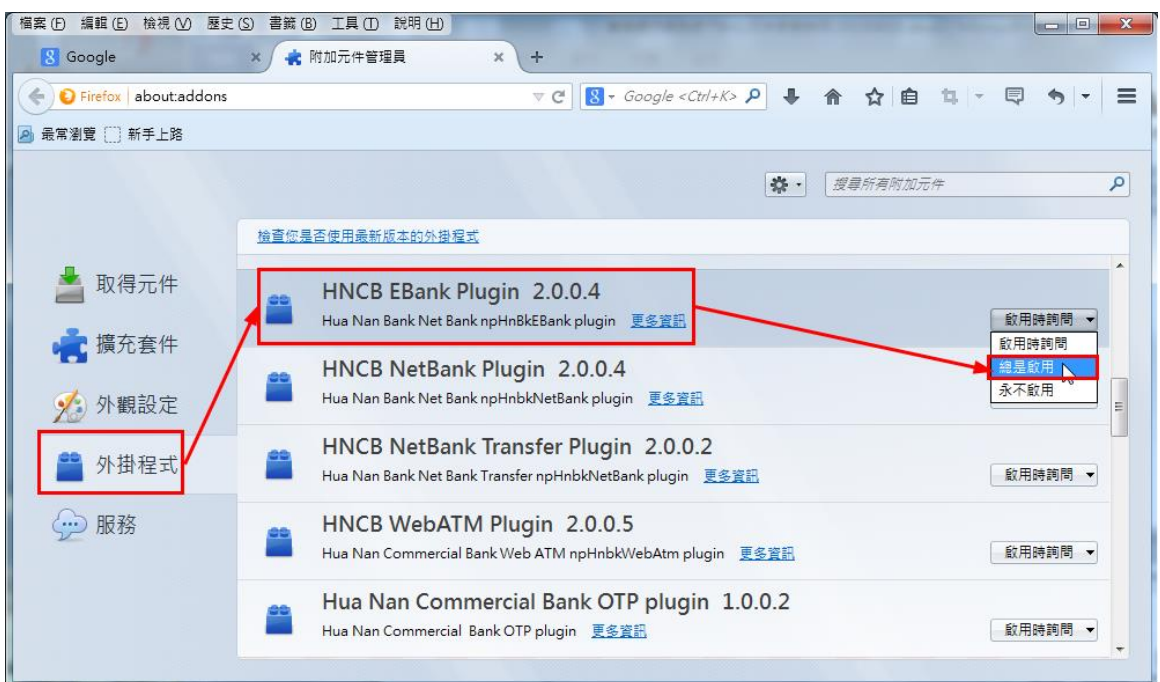 檔案(F) 編輯(E) 檢視(V) 歷史(S) 書籤(B) 工具(T) 說明(H)
Google
附加元件管理員
Firefox about:addons
Google <Ctrl+K>
最常瀏覽 新手上路
搜尋所有附加元件
檢查您是否使用最新版本的外掛程式
取得元件
擴充套件
外觀設定
外掛程式
服務
HNCB EBank Plugin 2.0.0.4
Hua Nan Bank Net Bank npHnBkEBank plugin 更多資訊
啟用時詢問
啟用時詢問
總是啟用
永不啟用
HNCB NetBank Plugin 2.0.0.4
Hua Nan Bank Net Bank npHnbkNetBank plugin 更多資訊
HNCB NetBank Transfer Plugin 2.0.0.2
Hua Nan Bank Net Bank Transfer npHnbkNetBank plugin 更多資訊
啟用時詢問
HNCB WebATM Plugin 2.0.0.5
Hua Nan Commercial Bank Web ATM npHnbkWebAtm plugin 更多資訊
啟用時詢問
Hua Nan Commercial Bank OTP plugin 1.0.0.2
Hua Nan Commercial Bank OTP plugin 更多資訊
啟用時詢問